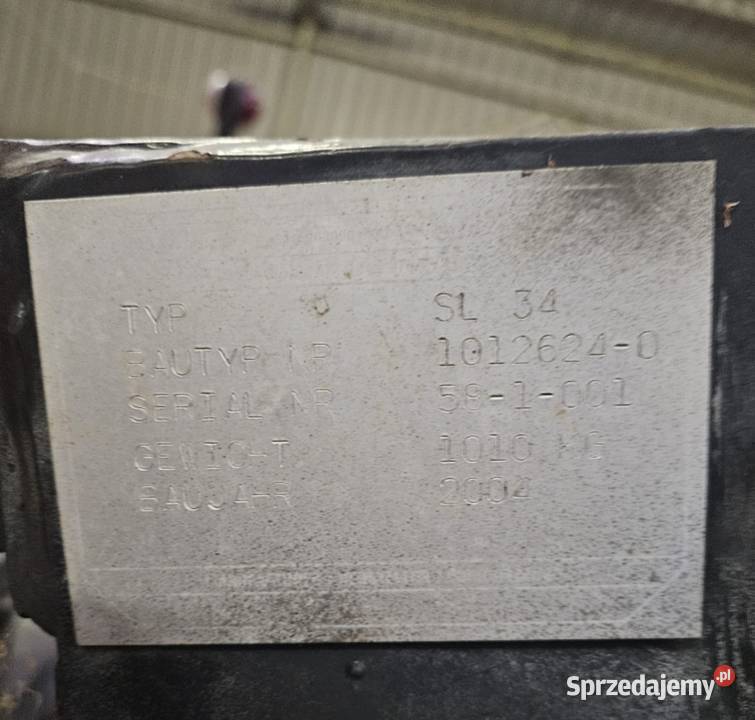 TYP SL 34
BAUTYP NR 1012624-0
SERIAL NR 58-1-001
GEWICHT 1010 KG
BAUJAHR 2004
Sprzedajemy.pl